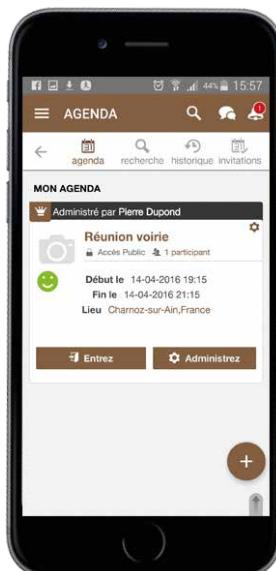 44% 15:57
AGENDA
1
agenda recherche historique invitations
MON AGENDA
Administré par Pierre Dupond
Réunion voirie
Accès Public 1 participant
Début le 14-04-2016 19:15
Fin le 14-04-2016 21:15
Lieu Charnoz-sur-Ain,France
Entrez Administrez